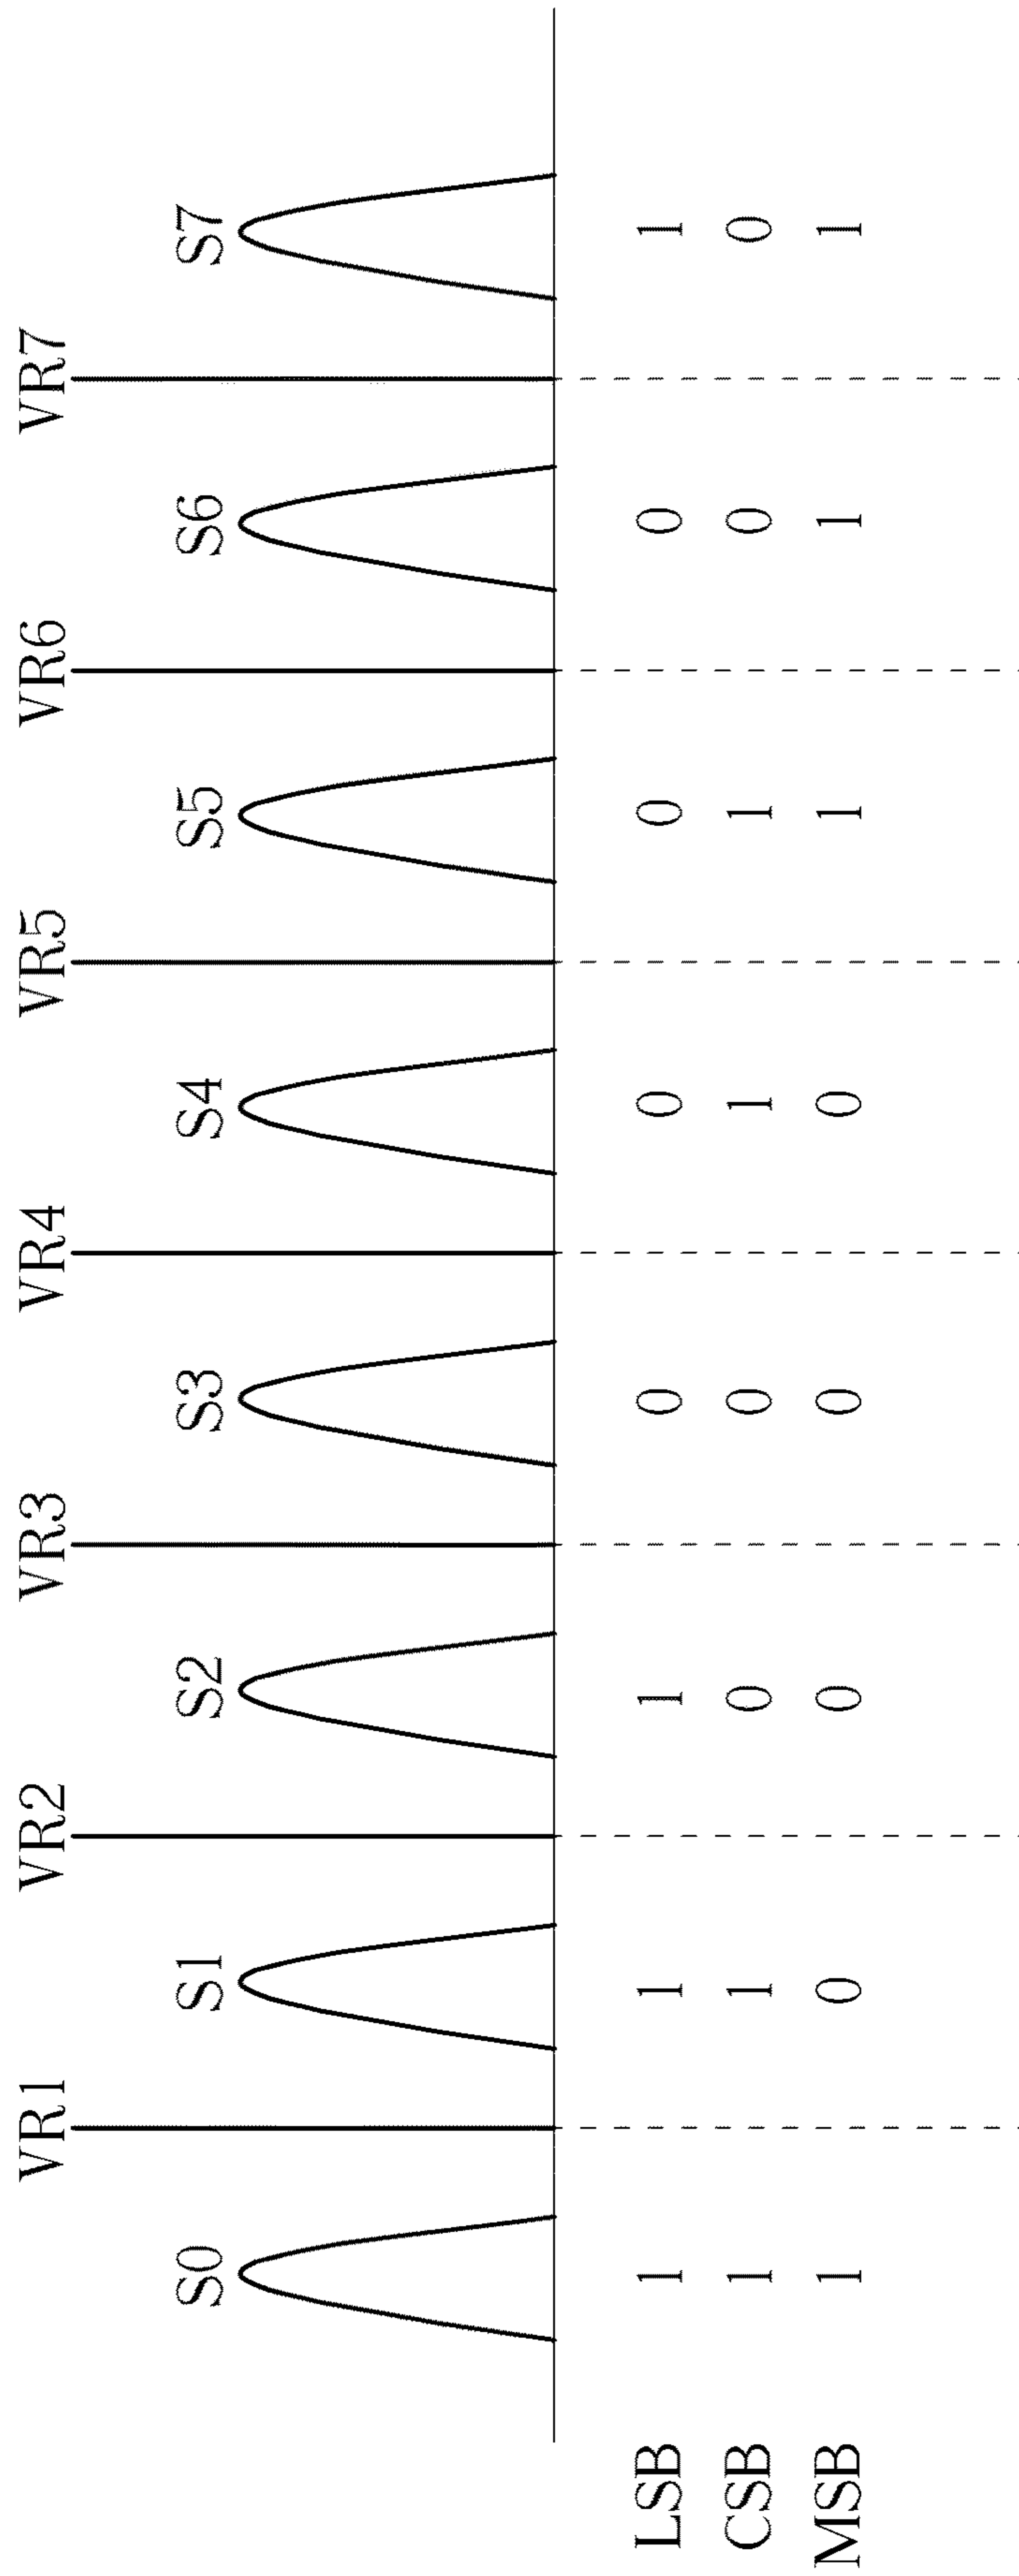 VR1 VR2 VR3 VR4 VR5 VR6 VR7
S0 S1 S2 S3 S4 S5 S6 S7
LSB 1 1 1 0 0 0 0 1
CSB 1 1 0 0 1 1 0 0
MSB 1 0 0 0 0 1 1 1